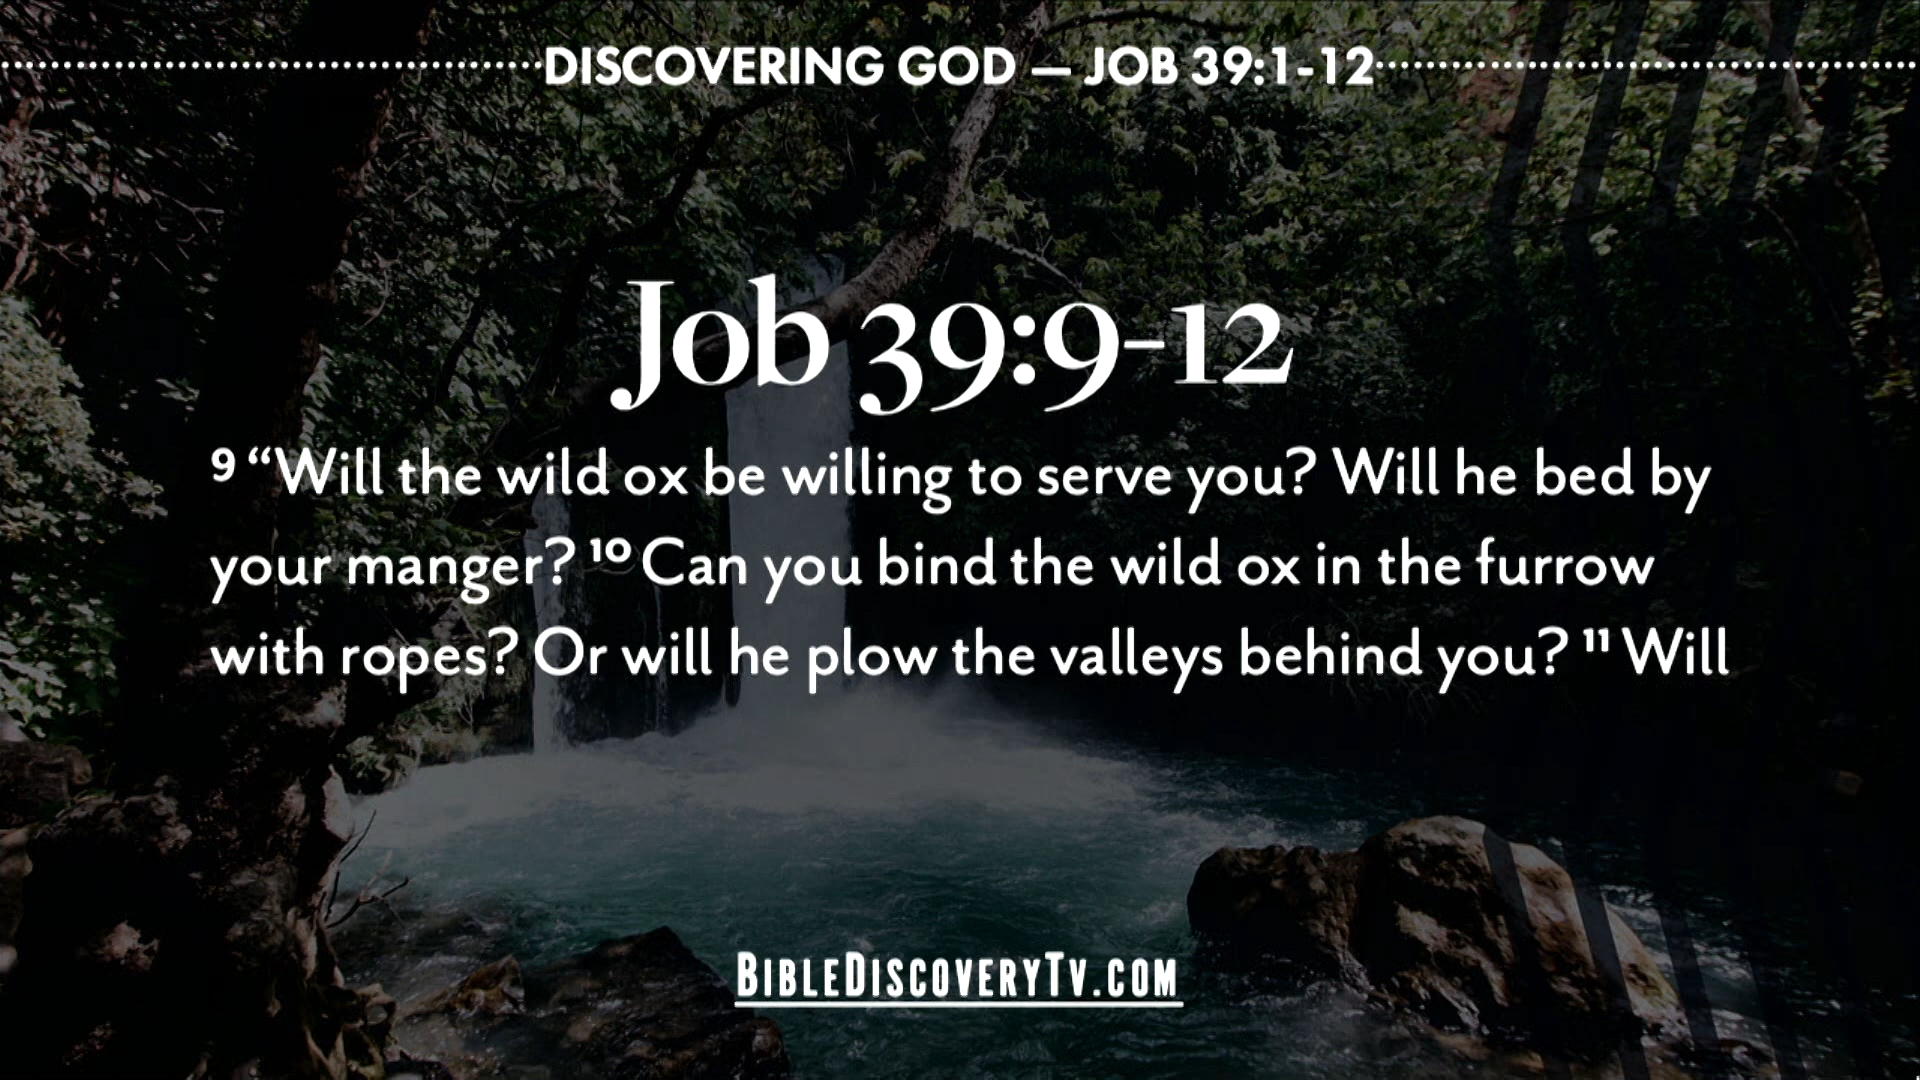 DISCOVERING GOD — JOB 39:1-12
Job 39:9-12
9 “Will the wild ox be willing to serve you? Will he bed by
your manger? 10 Can you bind the wild ox in the furrow
with ropes? Or will he plow the valleys behind you? 11 Will
BIBLEDISCOVERYTV.COM